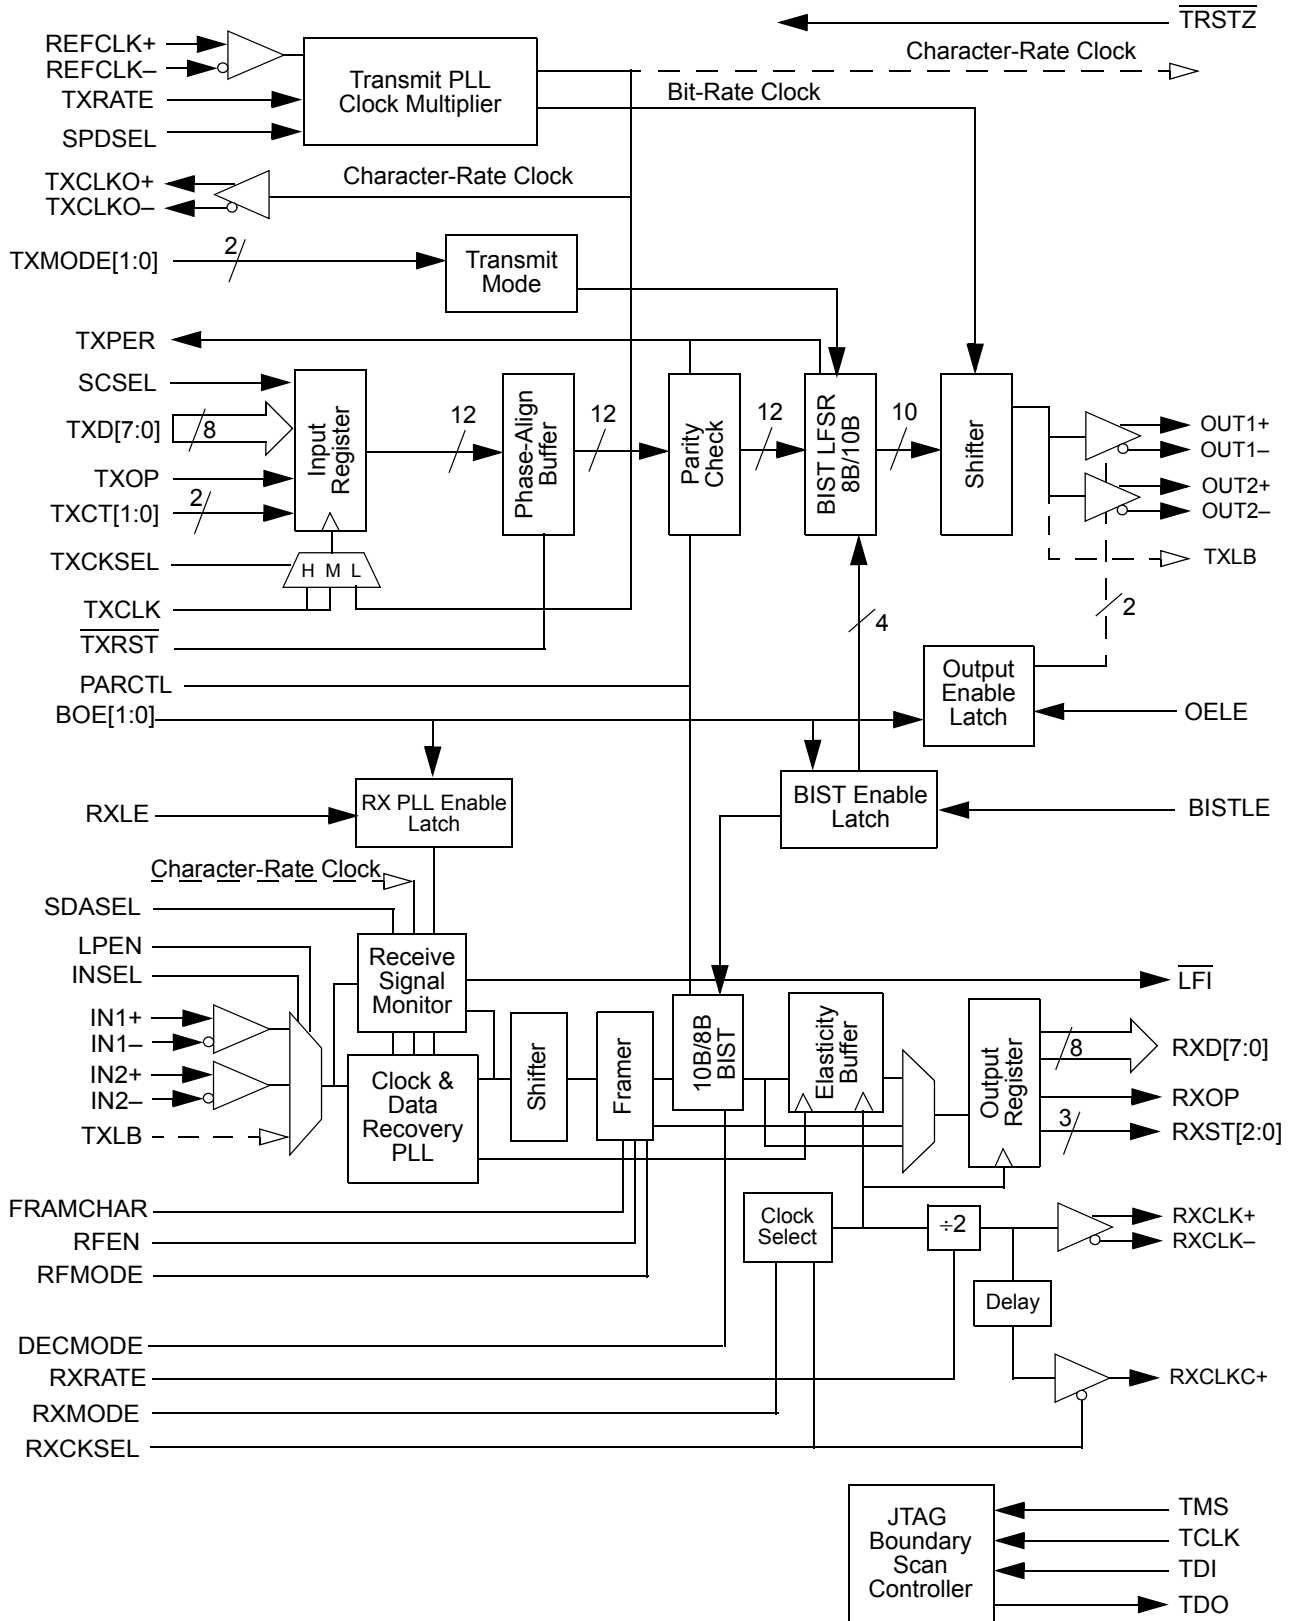 TRSTZ
REFCLK+
REFCLK–
TXRATE
SPDSEL
Transmit PLL
Clock Multiplier
Character-Rate Clock
Bit-Rate Clock
TXCLKO+
TXCLKO–
Character-Rate Clock
TXMODE[1:0]
2
Transmit
Mode
TXPER
SCSEL
TXD[7:0]
8
TXOP
TXCT[1:0]
2
Input
Register
12
Phase-Align
Buffer
12
Parity
Check
12
BIST LFSR
8B/10B
10
Shifter
OUT1+
OUT1–
OUT2+
OUT2–
TXLB
TXCKSEL
H M L
TXCLK
TXRST
4
2
PARCTL
BOE[1:0]
Output
Enable
Latch
OELE
RXLE
RX PLL Enable
Latch
BIST Enable
Latch
BISTLE
Character-Rate Clock
SDASEL
LPEN
INSEL
Receive
Signal
Monitor
LFI
IN1+
IN1–
IN2+
IN2–
TXLB
Clock &
Data
Recovery
PLL
Shifter
Framer
10B/8B
BIST
Elasticity
Buffer
Output
Register
8
RXD[7:0]
RXOP
3
RXST[2:0]
FRAMCHAR
RFEN
RFMODE
Clock
Select
÷2
RXCLK+
RXCLK–
Delay
DECMODE
RXRATE
RXCLKC+
RXMODE
RXCKSEL
JTAG
Boundary
Scan
Controller
TMS
TCLK
TDI
TDO